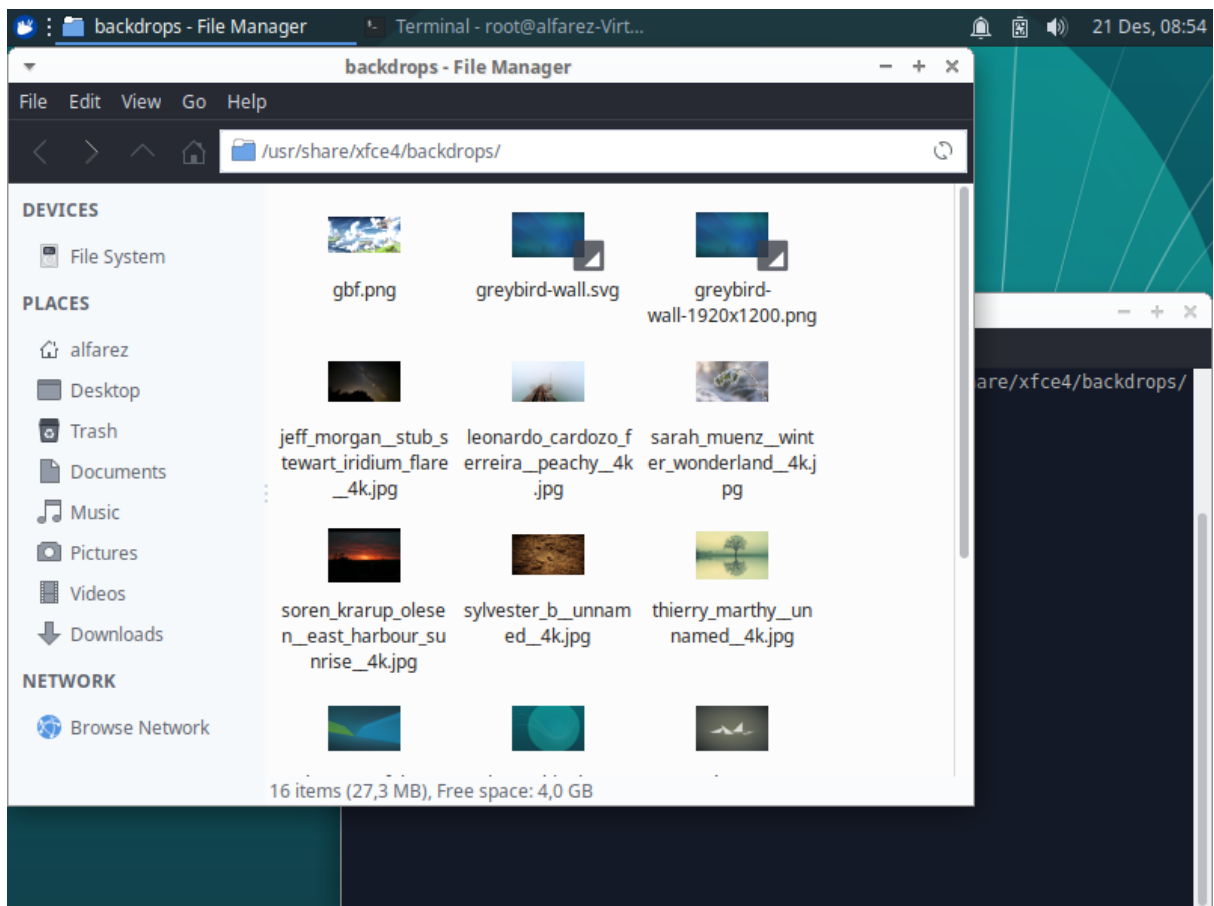 backdrops - File Manager
Terminal - root@alfarez-Virt...
21 Des, 08:54
backdrops - File Manager
File Edit View Go Help
/usr/share/xfce4/backdrops/
DEVICES
File System
PLACES
alfarez
Desktop
Trash
Documents
Music
Pictures
Videos
Downloads
NETWORK
Browse Network
gbf.png
greybird-wall.svg
greybird-
wall-1920x1200.png
jeff_morgan__stub_s
tewart_iridium_flare
__4k.jpg
leonardo_cardozo_f
erreira__peachy__4k
.jpg
sarah_muenz__wint
er_wonderland__4k.j
pg
soren_krarup_olese
n__east_harbour_su
nrise__4k.jpg
sylvester_b__unnam
ed__4k.jpg
thierry_marthy__un
named__4k.jpg
16 items (27,3 MB), Free space: 4,0 GB
are/xfce4/backdrops/